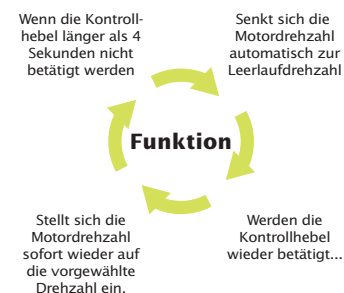 Wenn die Kontroll-
hebel länger als 4
Sekunden nicht
betätigt werden
Senkt sich die
Motordrehzahl
automatisch zur
Leerlaufdrehzahl
Funktion
Werden die
Kontrollhebel
wieder betätigt...
Stellt sich die
Motordrehzahl
sofort wieder auf
die vorgewählte
Drehzahl ein.